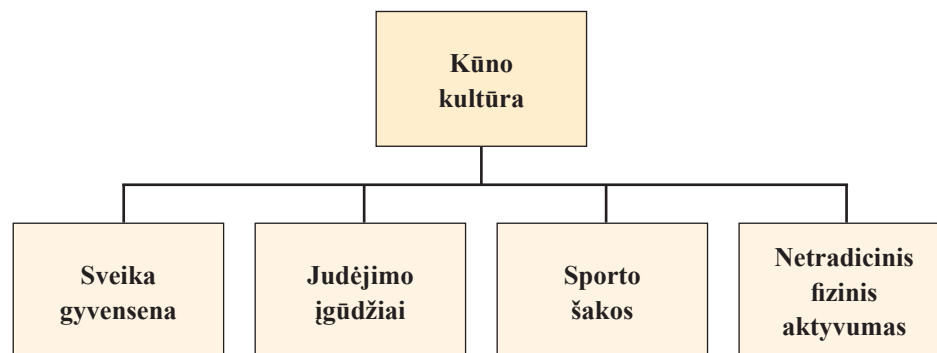 Kūno
kultūra
Sveika
gyvensena
Judėjimo
įgūdžiai
Sporto
šakos
Netradicinis
fizinis
aktyvumas